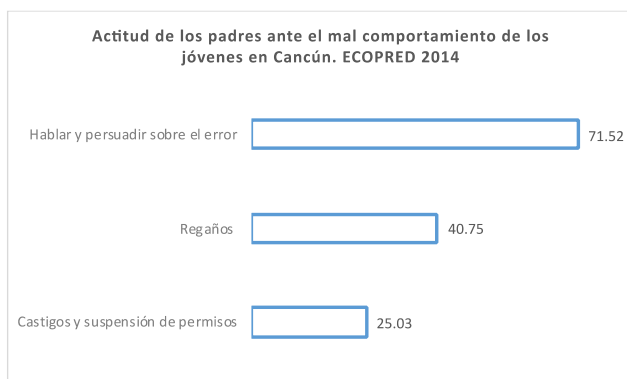 Actitud de los padres ante el mal comportamiento de los
jóvenes en Cancún. ECOPRED 2014
Hablar y persuadir sobre el error
71.52
Regaños
40.75
Castigos y suspensión de permisos
25.03